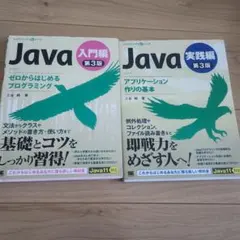 Java
入門編
第3版
ゼロからはじめる
プログラミング
文法からクラスや
メソッドの書き方・使い方まで
基礎とコツを
しっかり習得!
Java11
Java
実践編
第3版
アプリケーション
作りの基本
例外処理や
コレクション、
ファイル読み書きなど
即戦力を
めざす人へ!
Java11